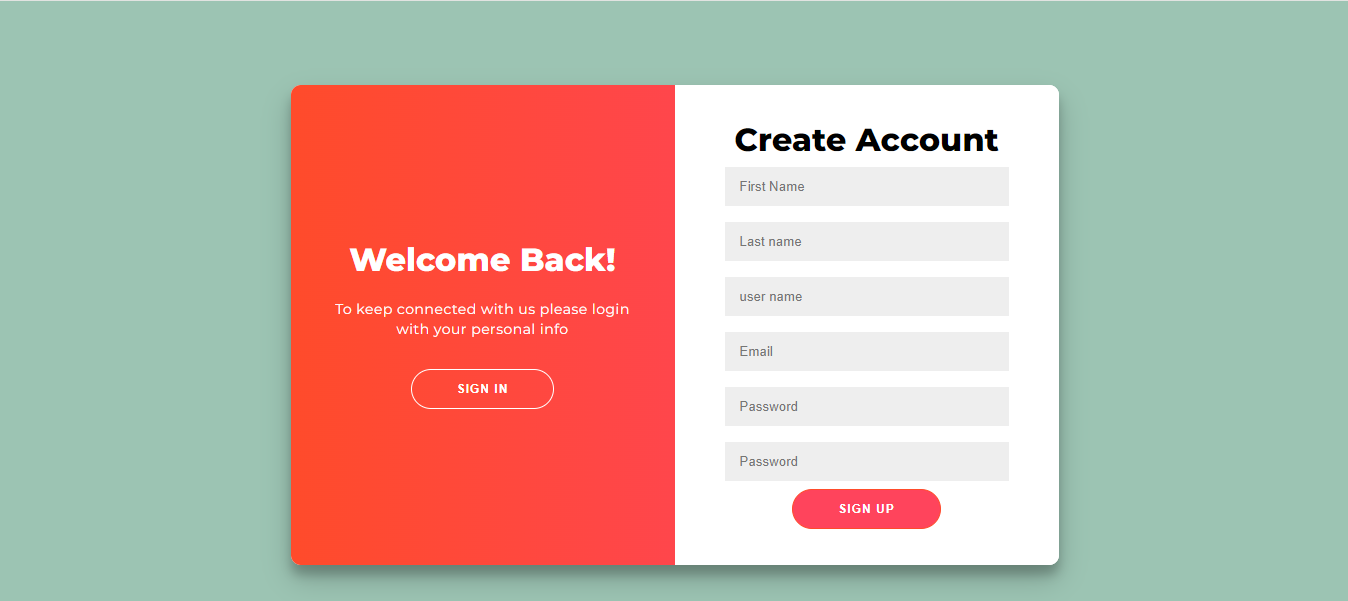 Welcome Back!
To keep connected with us please login
with your personal info
SIGN IN
Create Account
First Name
Last name
user name
Email
Password
Password
SIGN UP